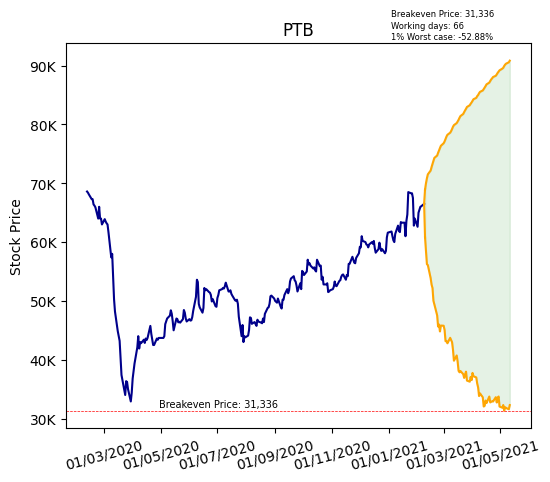 Breakeven Price: 31,336
Working days: 66
1% Worst case: -52.88%
PTB
Stock Price
90K
80K
70K
60K
50K
40K
30K
Breakeven Price: 31,336
01/03/2020
01/05/2020
01/07/2020
01/09/2020
01/11/2020
01/01/2021
01/03/2021
01/05/2021